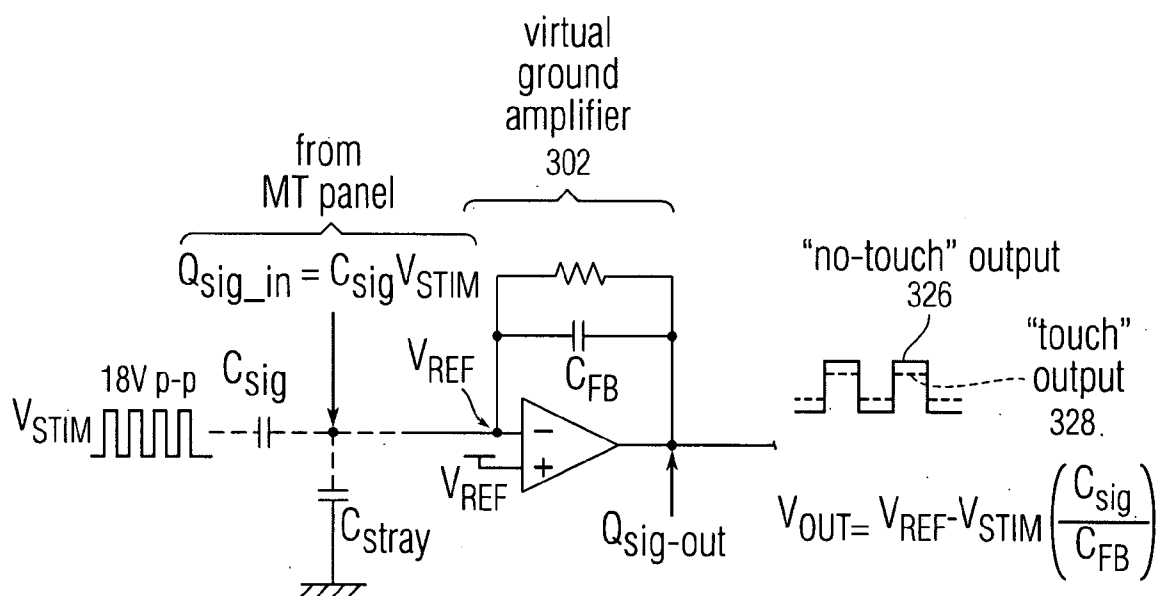 virtual
ground
amplifier
302
from
MT panel
Qsig_in = CsigVSTIM
"no-touch" output
326
"touch"
output
328.
18V p-p
Csig
VREF
CFB
VSTIM
−
+
VREF
Cstray
Qsig-out
VOUT= VREF-VSTIM(Csig/CFB)